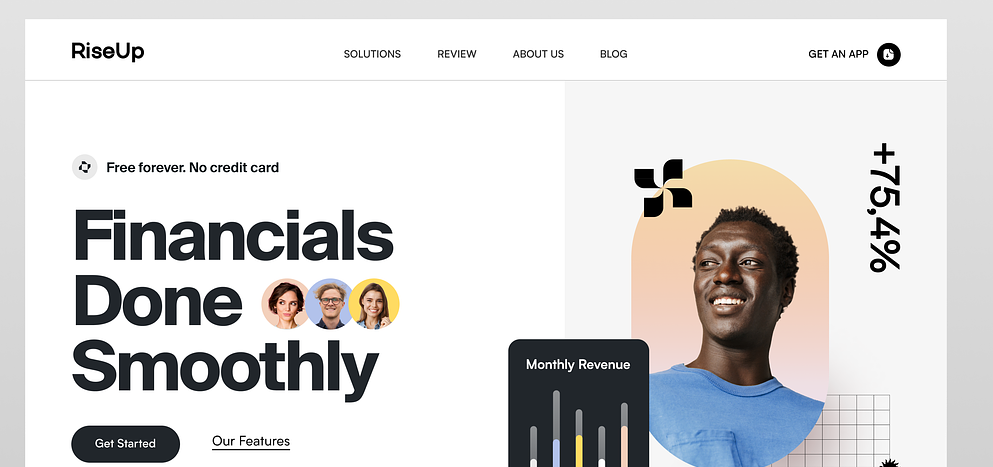 RiseUp
SOLUTIONS
REVIEW
ABOUT US
BLOG
GET AN APP
Free forever. No credit card
Financials
Done
Smoothly
Get Started
Our Features
+75,4%
Monthly Revenue